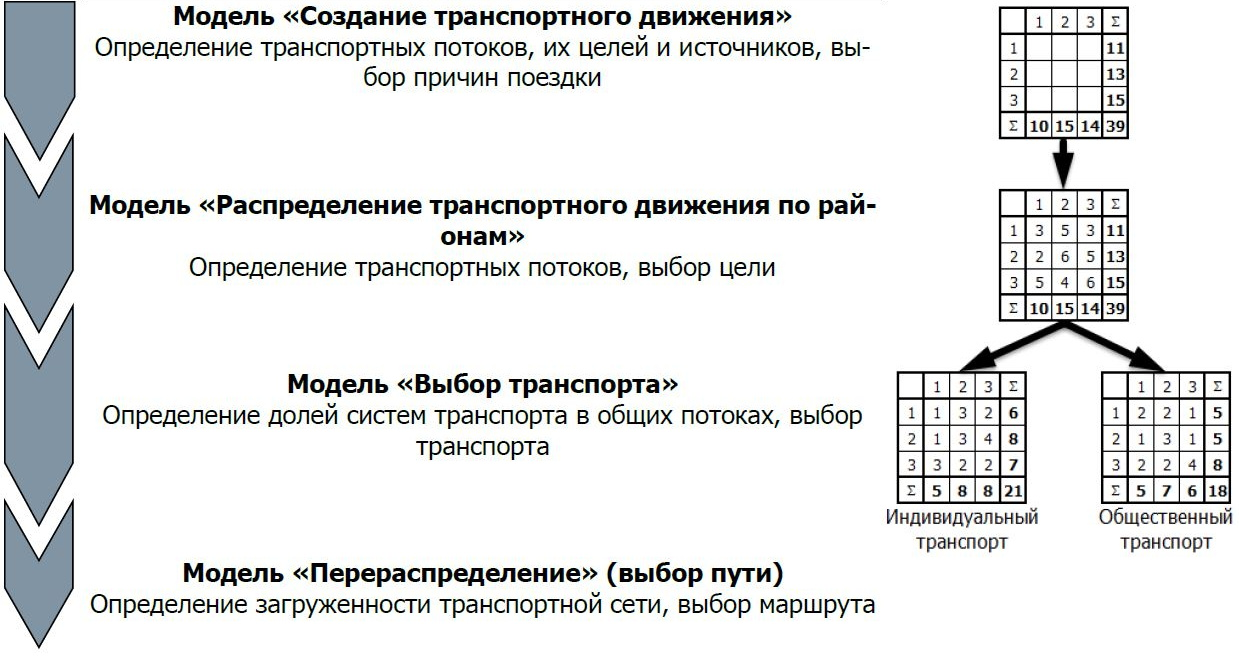 Модель «Создание транспортного движения»
Определение транспортных потоков, их целей и источников, вы-
бор причин поездки
1 2 3 Σ
1 11
2 13
3 15
Σ 10 15 14 39
Модель «Распределение транспортного движения по рай-
онам»
Определение транспортных потоков, выбор цели
1 2 3 Σ
1 3 5 3 11
2 2 6 5 13
3 5 4 6 15
Σ 10 15 14 39
Модель «Выбор транспорта»
Определение долей систем транспорта в общих потоках, выбор
транспорта
1 2 3 Σ
1 1 3 2 6
2 1 3 4 8
3 3 2 2 7
Σ 5 8 8 21
Индивидуальный
транспорт
1 2 3 Σ
1 2 2 1 5
2 1 3 1 5
3 2 2 4 8
Σ 5 7 6 18
Общественный
транспорт
Модель «Перераспределение» (выбор пути)
Определение загруженности транспортной сети, выбор маршрута